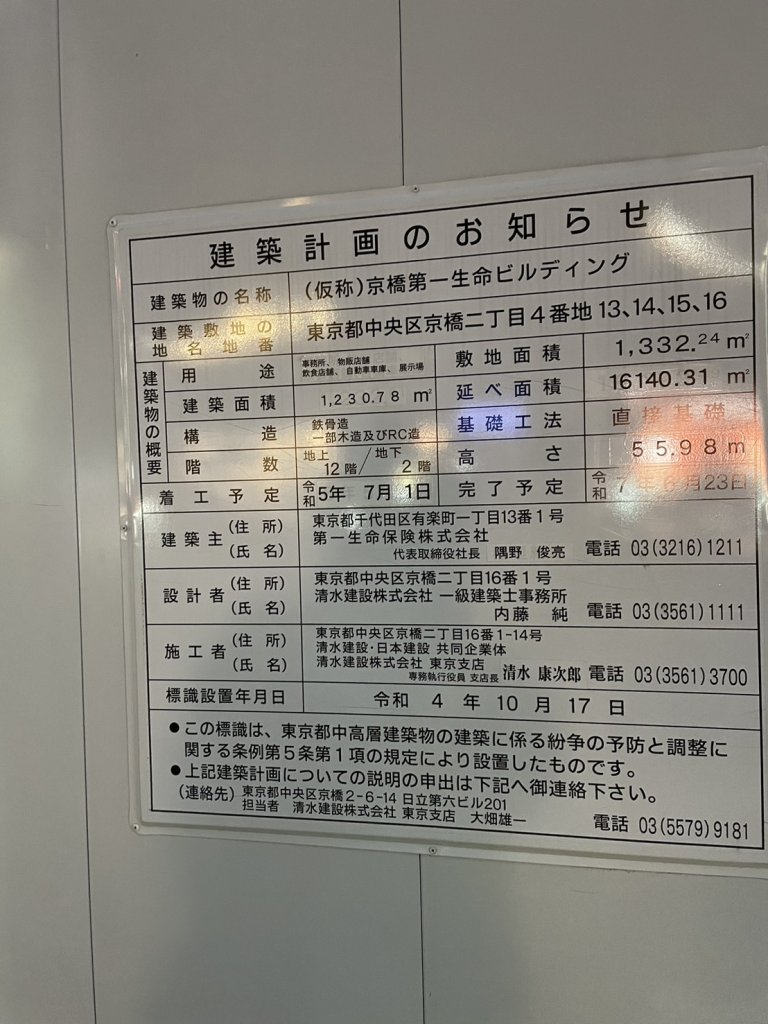 建築計画のお知らせ
建築物の名称 (仮称)京橋第一生命ビルディング
建築敷地の地名地番 東京都中央区京橋二丁目4番地 13、14、15、16
建築物の概要
用途 事務所、物販店舗、飲食店舗、自動車車庫、展示場 敷地面積 1,332.24 m²
建築面積 1,230.78 m² 延べ面積 16140.31 m²
構造 鉄骨造 一部木造及びRC造 基礎工法 直接基礎
階数 地上 12階 / 地下 2階 高さ 55.98m
着工予定 令和5年 7月 1日 完了予定 令和7年6月23日
建築主 (住所) 東京都千代田区有楽町一丁目13番1号
(氏名) 第一生命保険株式会社
代表取締役社長 隅野 俊亮 電話 03(3216)1211
設計者 (住所) 東京都中央区京橋二丁目16番1号
(氏名) 清水建設株式会社 一級建築士事務所
内藤 純 電話 03(3561)1111
施工者 (住所) 東京都中央区京橋二丁目16番1-14号
清水建設・日本建設 共同企業体
(氏名) 清水建設株式会社 東京支店
専務執行役員 支店長 清水 康次郎 電話 03(3561)3700
標識設置年月日 令和 4 年 10 月 17 日
●この標識は、東京都中高層建築物の建築に係る紛争の予防と調整に
関する条例第5条第1項の規定により設置したものです。
●上記建築計画についての説明の申出は下記へ御連絡下さい。
(連絡先) 東京都中央区京橋2-6-14 日立第六ビル201
担当者 清水建設株式会社 東京支店 大畑雄一 電話 03(5579)9181